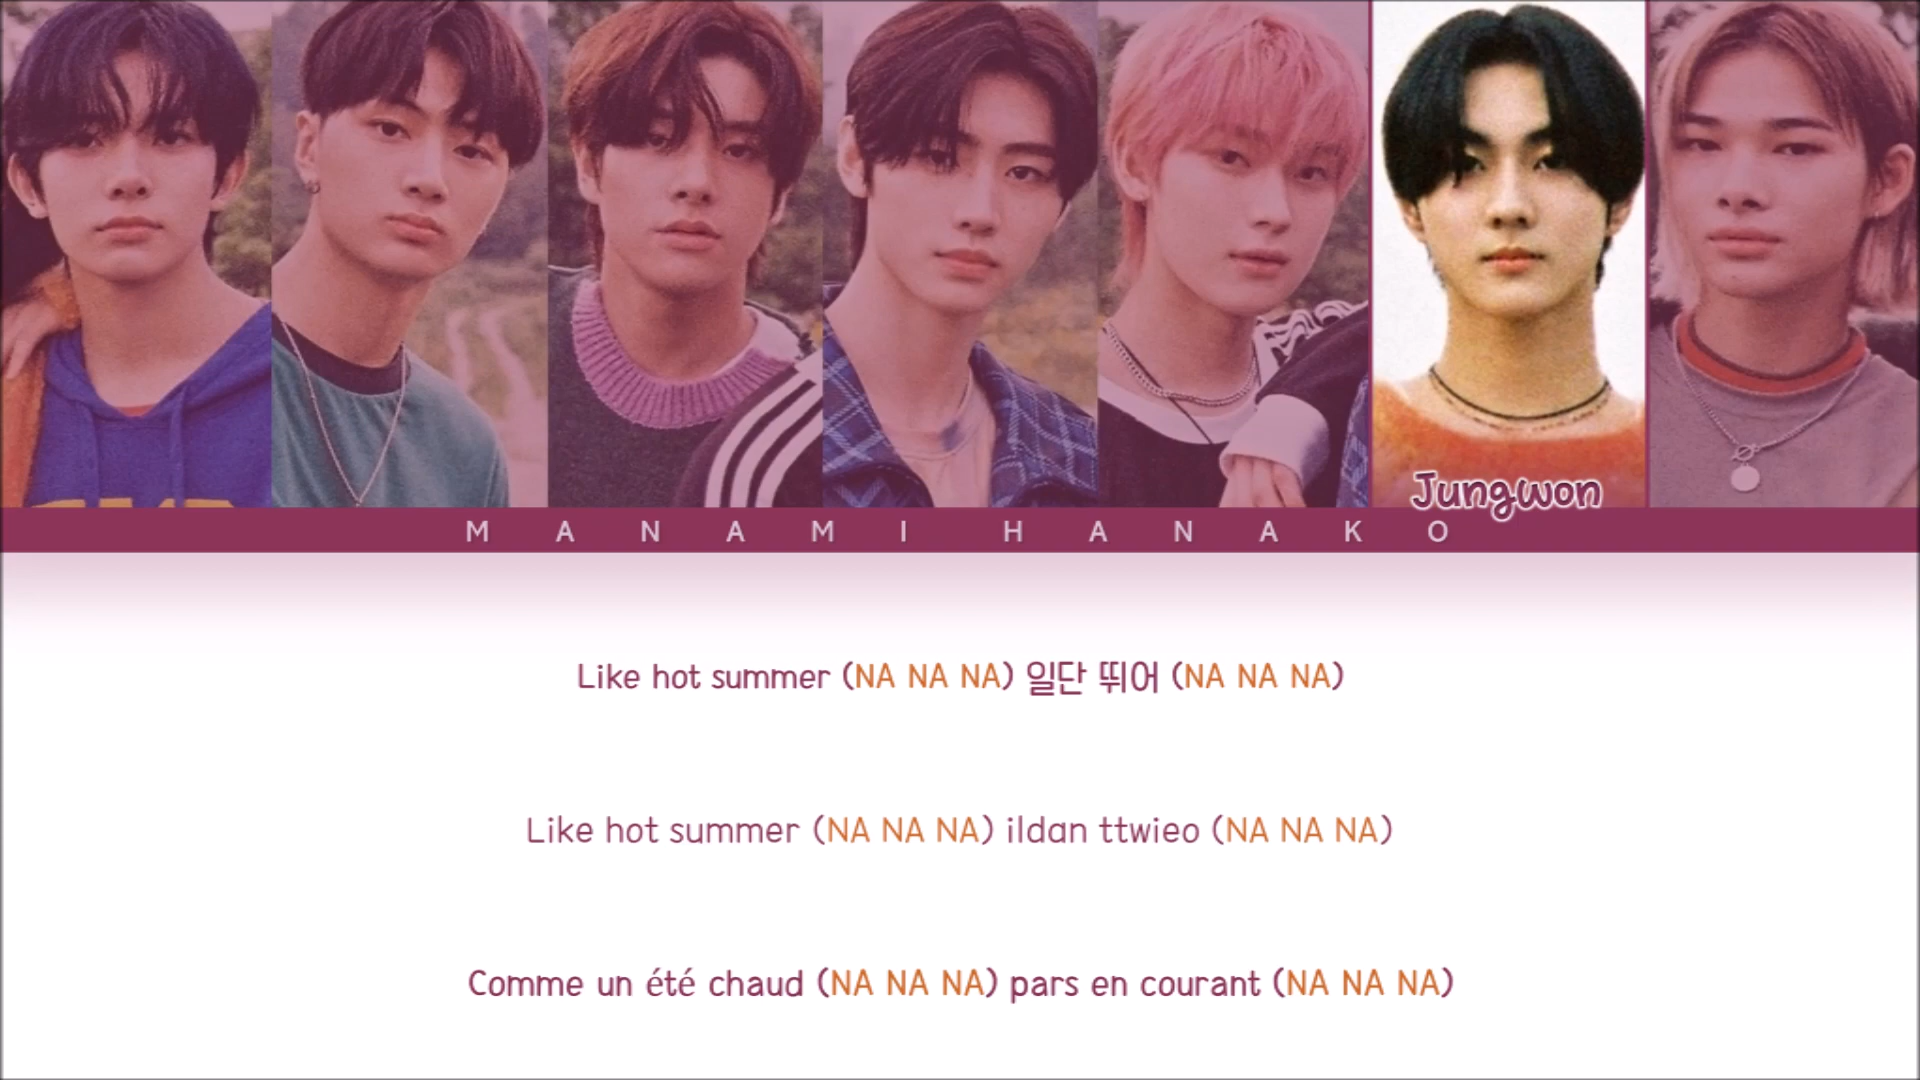 Jungwon
MANAMI HANAKO
Like hot summer (NA NA NA) 일단 뛰어 (NA NA NA)
Like hot summer (NA NA NA) ildan ttwieo (NA NA NA)
Comme un été chaud (NA NA NA) pars en courant (NA NA NA)